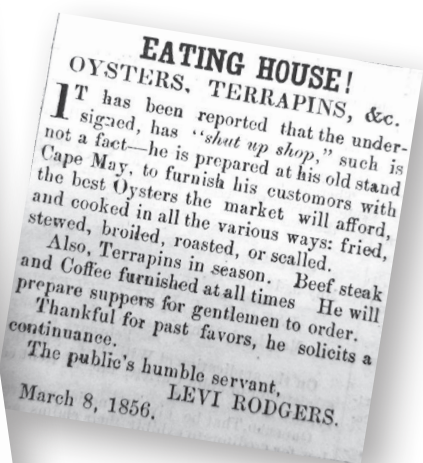 EATING HOUSE!
OYSTERS, TERRAPINS, &c.
IT has been reported that the under-
signed, has "shut up shop," such is
not a fact—he is prepared at his old stand
Cape May, to furnish his customors with
the best Oysters the market will afford,
and cooked in all the various ways: fried,
stewed, broiled, roasted, or scalled.
Also, Terrapins in season. Beef steak
and Coffee furnished at all times He will
prepare suppers for gentlemen to order.
Thankful for past favors, he solicits a
continuance.
The public's humble servant,
LEVI RODGERS.
March 8, 1856.